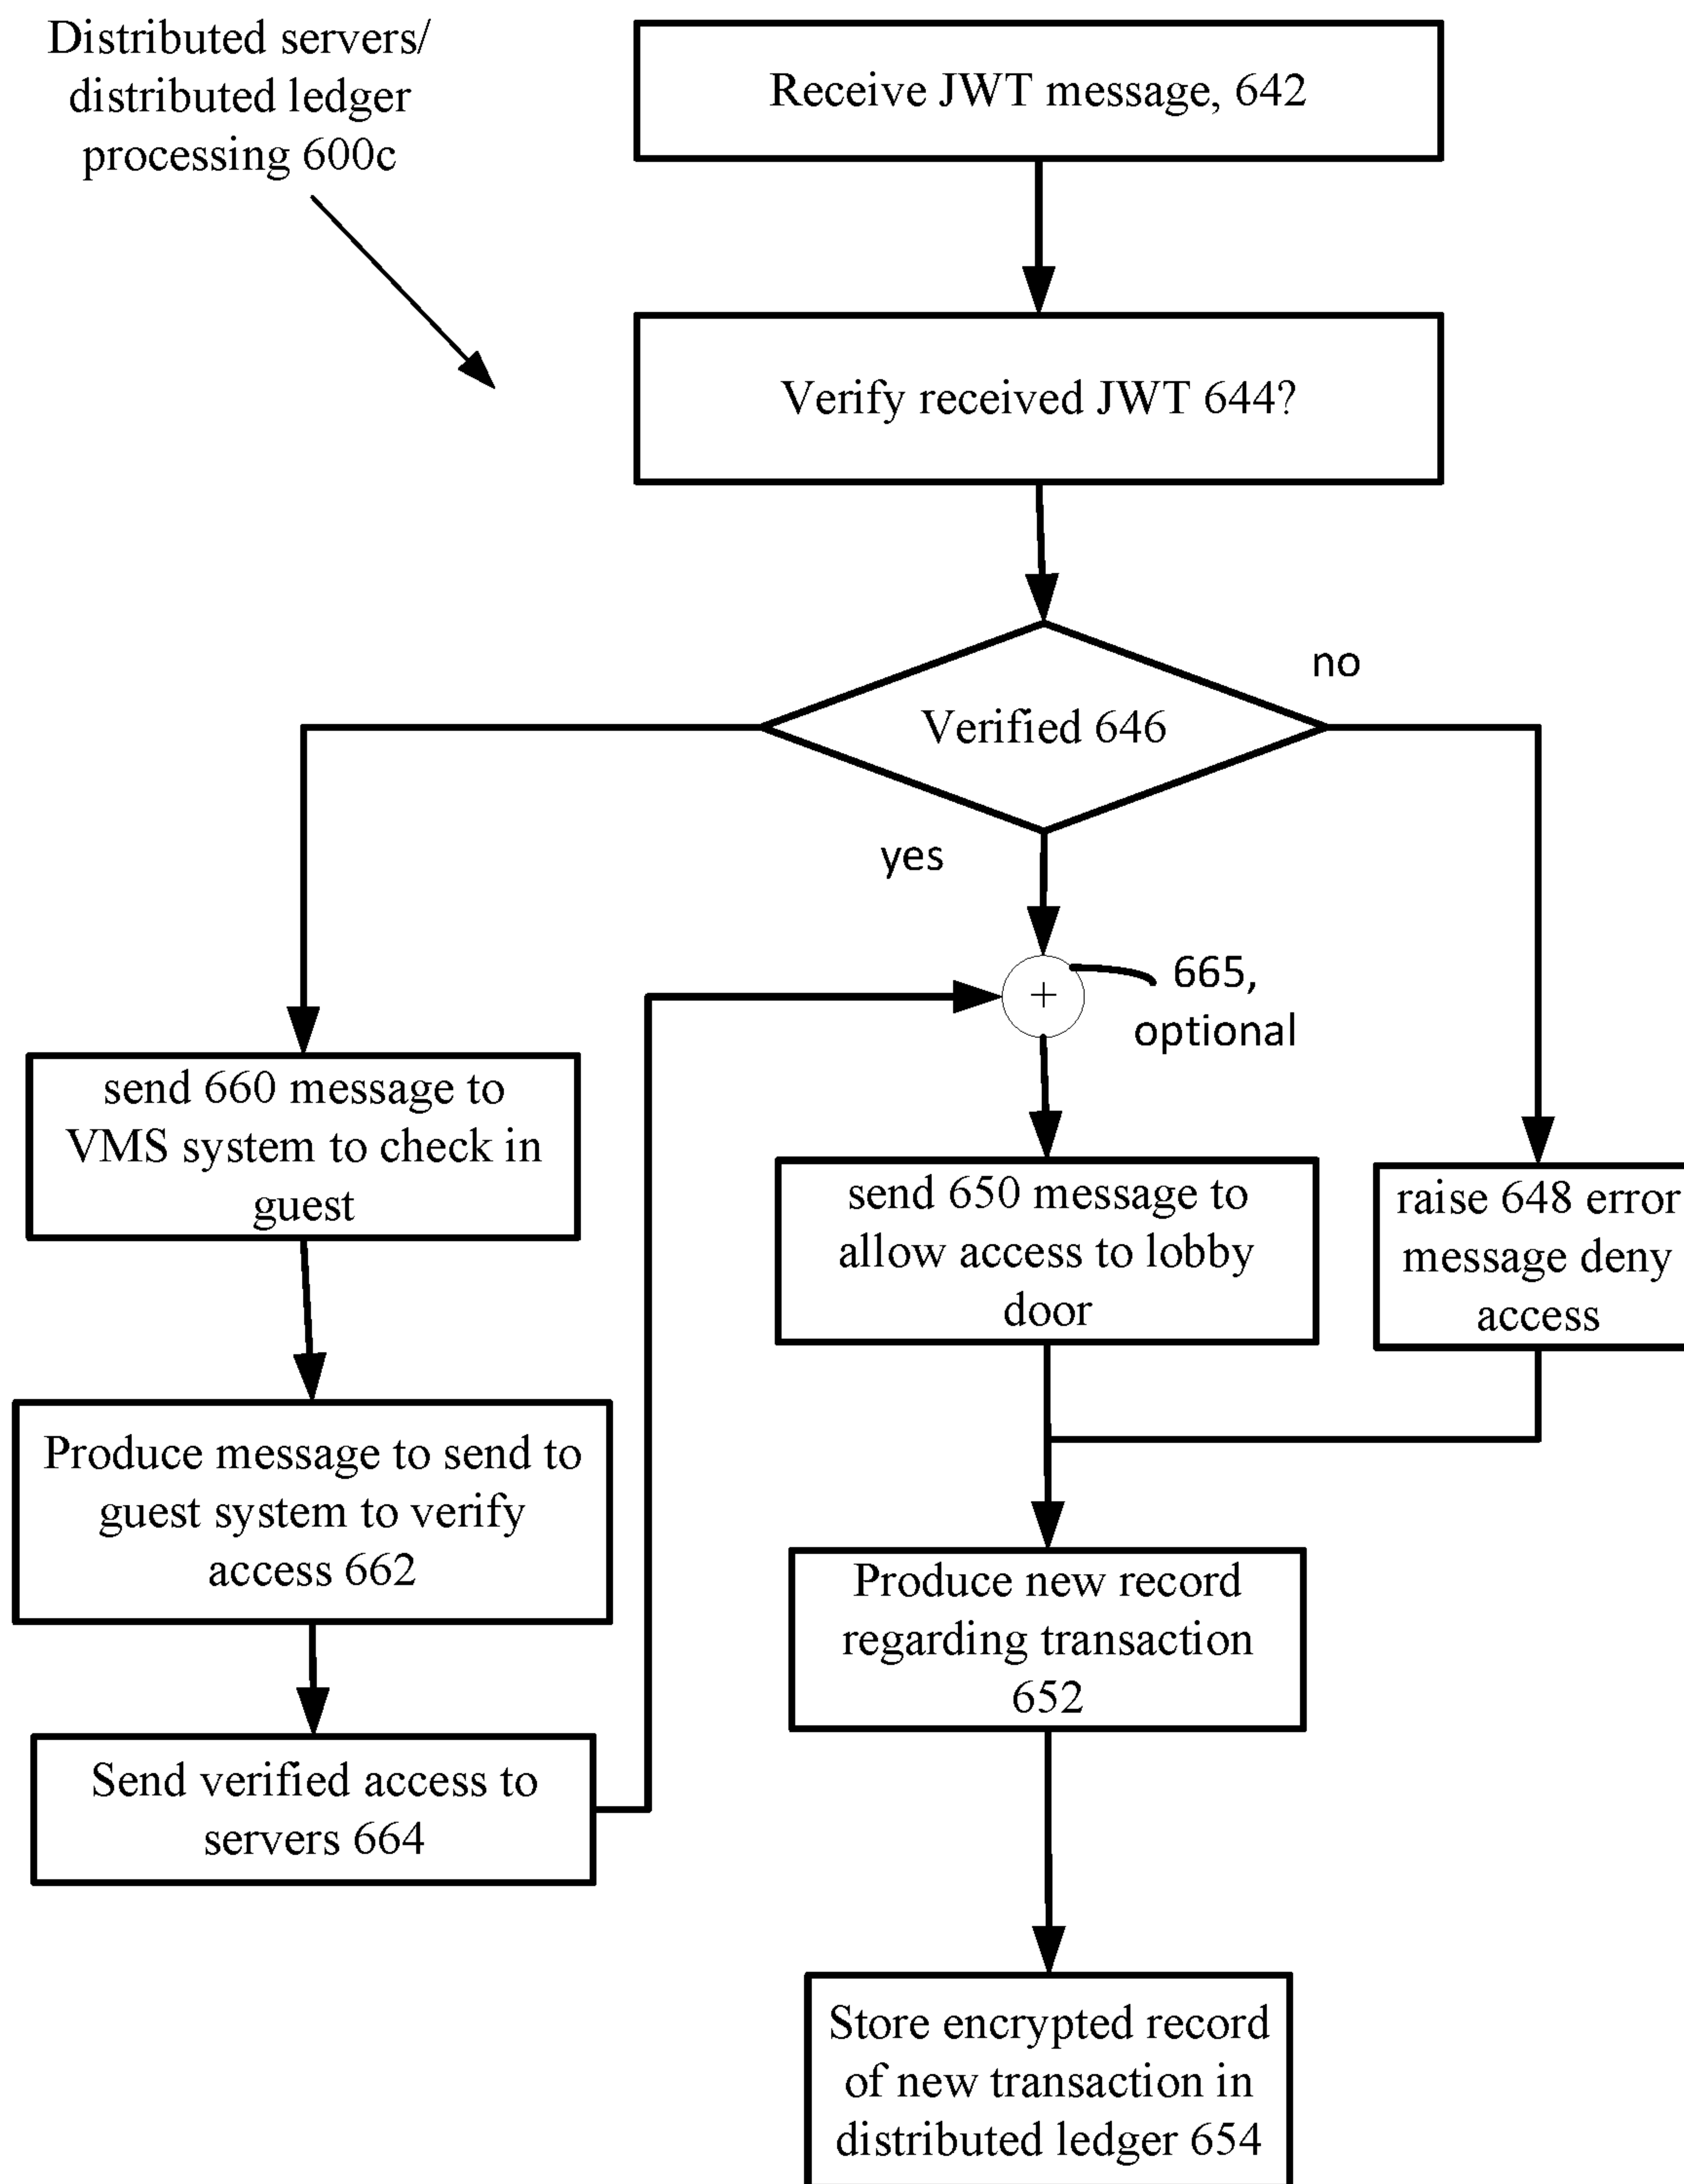 Distributed servers/
distributed ledger
processing 600c
Receive JWT message, 642
Verify received JWT 644?
no
Verified 646
yes
+
665,
optional
send 660 message to
VMS system to check in
guest
send 650 message to
allow access to lobby
door
raise 648 error
message deny
access
Produce message to send to
guest system to verify
access 662
Produce new record
regarding transaction
652
Send verified access to
servers 664
Store encrypted record
of new transaction in
distributed ledger 654